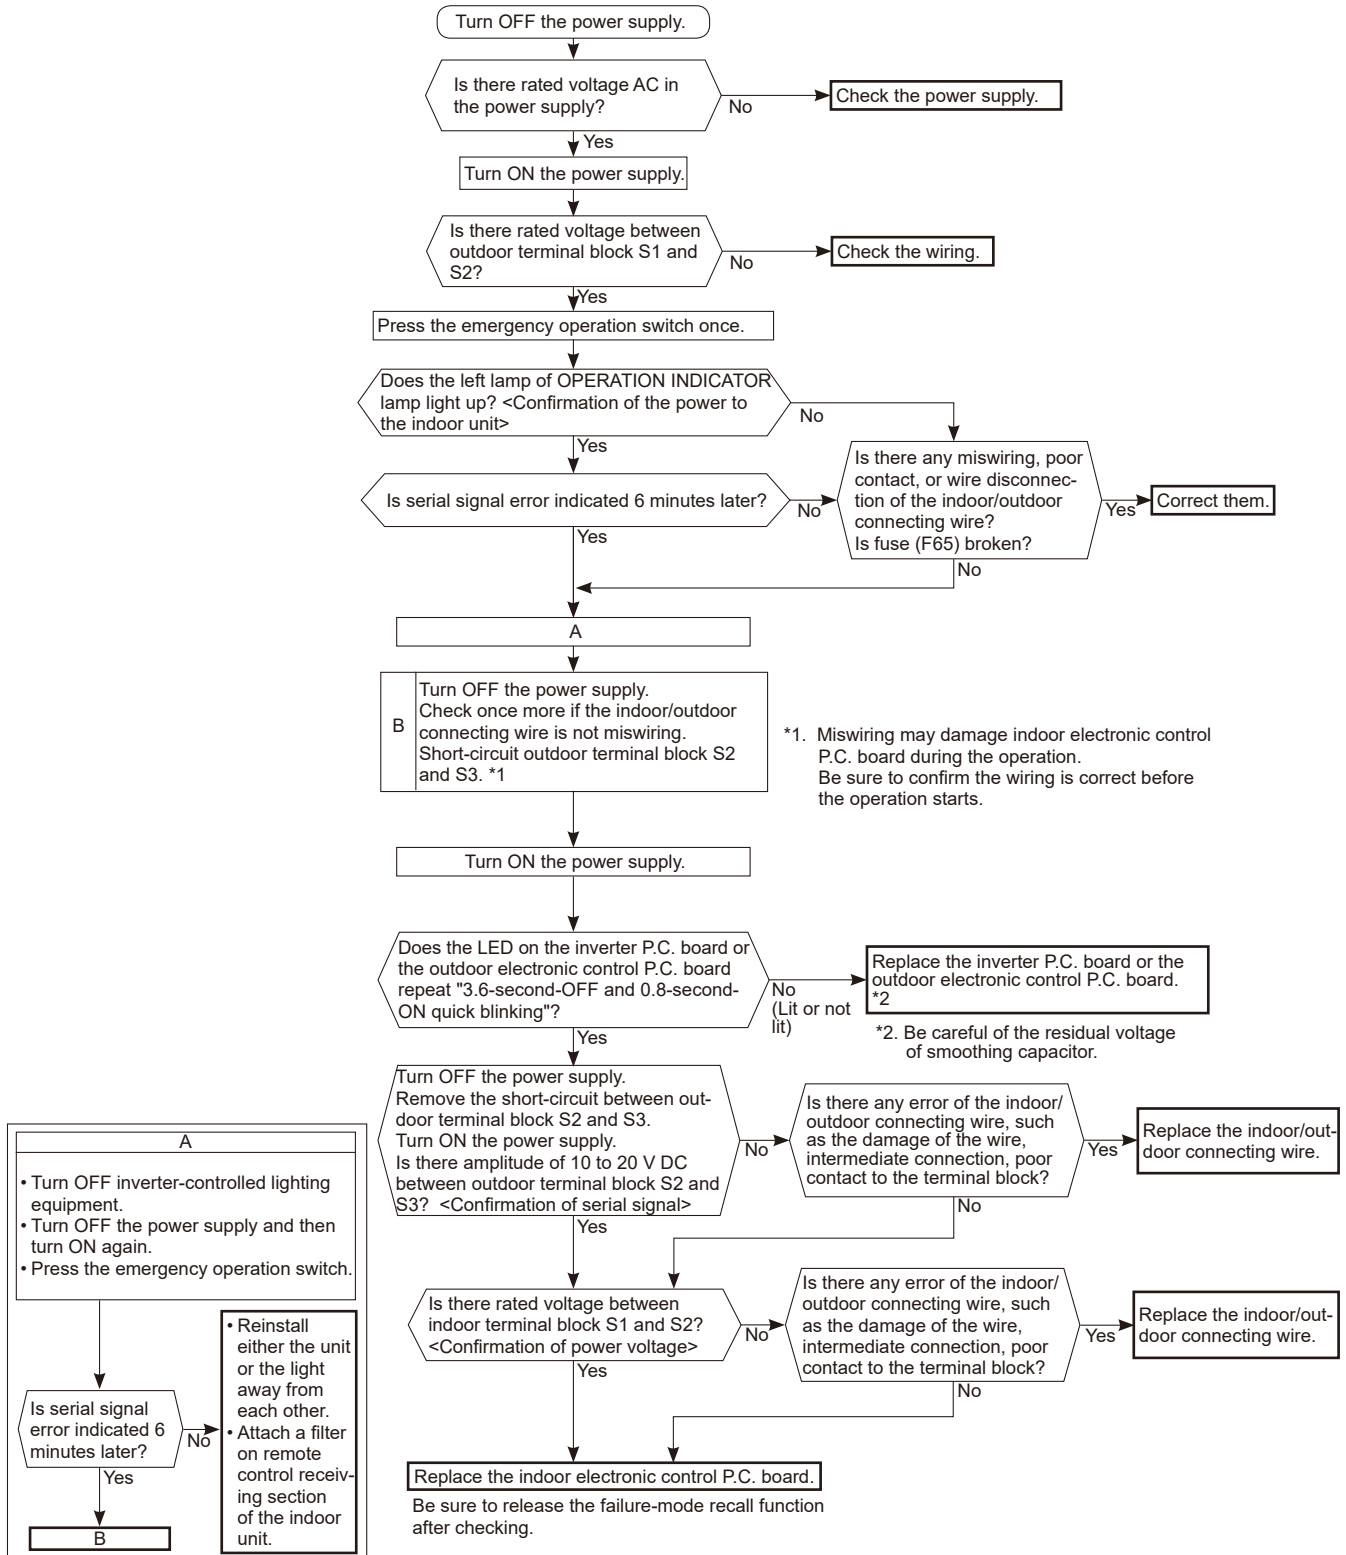 Turn OFF the power supply.
Is there rated voltage AC in
the power supply?
No
Check the power supply.
Yes
Turn ON the power supply.
Is there rated voltage between
outdoor terminal block S1 and
S2?
No
Check the wiring.
Yes
Press the emergency operation switch once.
Does the left lamp of OPERATION INDICATOR
lamp light up? <Confirmation of the power to
the indoor unit>
No
Yes
Is there any miswiring, poor
contact, or wire disconnec-
tion of the indoor/outdoor
connecting wire?
Is fuse (F65) broken?
Yes
Correct them.
No
Is serial signal error indicated 6 minutes later?
No
Yes
A
B
Turn OFF the power supply.
Check once more if the indoor/outdoor
connecting wire is not miswiring.
Short-circuit outdoor terminal block S2
and S3. *1
*1. Miswiring may damage indoor electronic control
P.C. board during the operation.
Be sure to confirm the wiring is correct before
the operation starts.
Turn ON the power supply.
Does the LED on the inverter P.C. board or
the outdoor electronic control P.C. board
repeat "3.6-second-OFF and 0.8-second-
ON quick blinking"?
No
(Lit or not
lit)
Replace the inverter P.C. board or the
outdoor electronic control P.C. board.
*2
*2. Be careful of the residual voltage
of smoothing capacitor.
Yes
Turn OFF the power supply.
Remove the short-circuit between out-
door terminal block S2 and S3.
Turn ON the power supply.
Is there amplitude of 10 to 20 V DC
between outdoor terminal block S2 and
S3? <Confirmation of serial signal>
No
Is there any error of the indoor/
outdoor connecting wire, such
as the damage of the wire,
intermediate connection, poor
contact to the terminal block?
Yes
Replace the indoor/out-
door connecting wire.
No
Yes
Is there rated voltage between
indoor terminal block S1 and S2?
<Confirmation of power voltage>
No
Is there any error of the indoor/
outdoor connecting wire, such
as the damage of the wire,
intermediate connection, poor
contact to the terminal block?
Yes
Replace the indoor/out-
door connecting wire.
No
Yes
Replace the indoor electronic control P.C. board.
Be sure to release the failure-mode recall function
after checking.
A
• Turn OFF inverter-controlled lighting
equipment.
• Turn OFF the power supply and then
turn ON again.
• Press the emergency operation switch.
Is serial signal
error indicated 6
minutes later?
No
• Reinstall
either the unit
or the light
away from
each other.
• Attach a filter
on remote
control receiv-
ing section
of the indoor
unit.
Yes
B